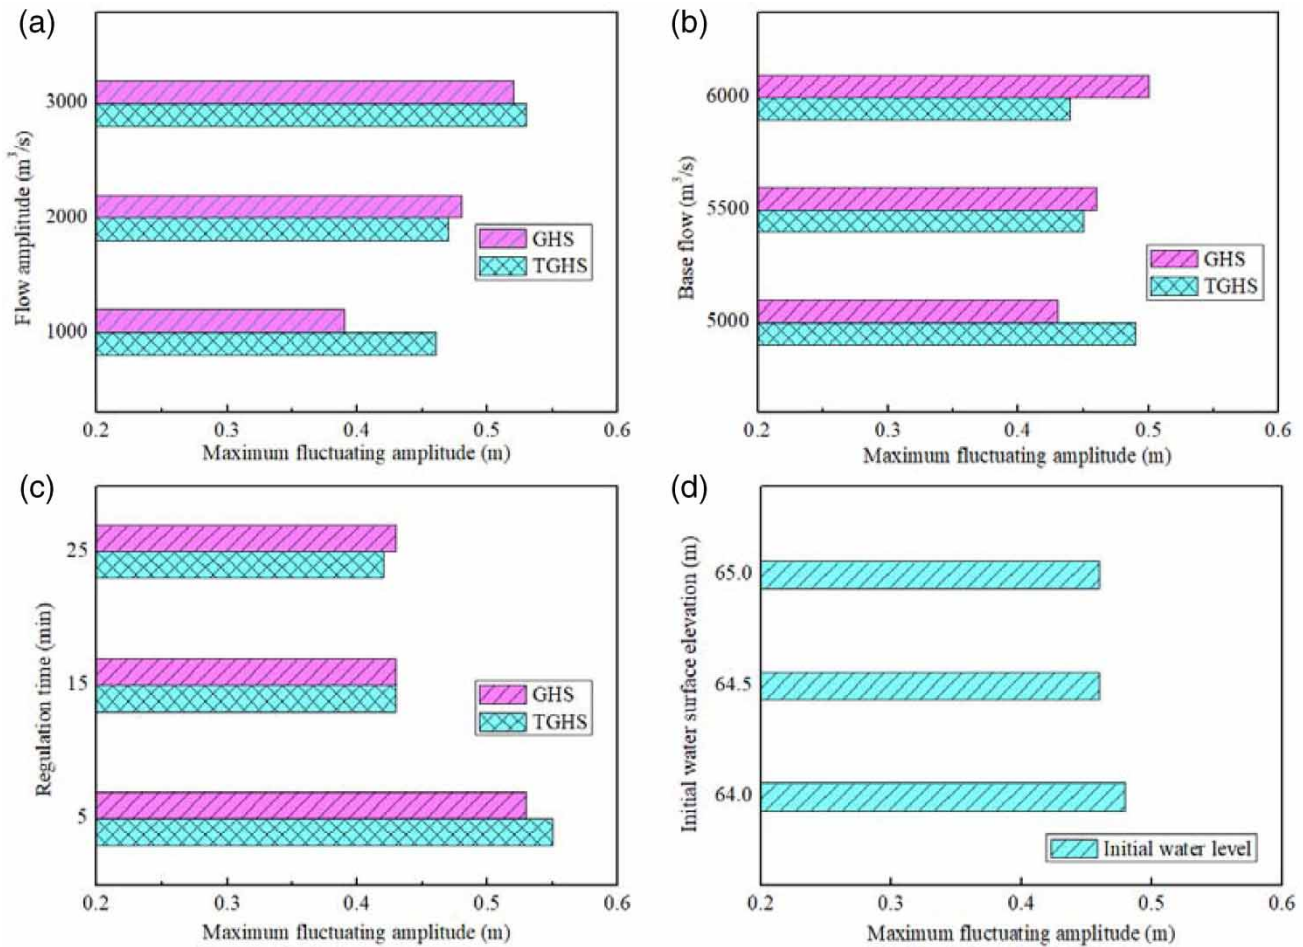 (a)
Flow amplitude (m³/s)
3000
2000
1000
GHS
TGHS
0.2 0.3 0.4 0.5 0.6
Maximum fluctuating amplitude (m)
(b)
Base flow (m³/s)
6000
5500
5000
GHS
TGHS
0.2 0.3 0.4 0.5 0.6
Maximum fluctuating amplitude (m)
(c)
Regulation time (min)
25
15
5
GHS
TGHS
0.2 0.3 0.4 0.5 0.6
Maximum fluctuating amplitude (m)
(d)
Initial water surface elevation (m)
65.0
64.5
64.0
Initial water level
0.2 0.3 0.4 0.5 0.6
Maximum fluctuating amplitude (m)